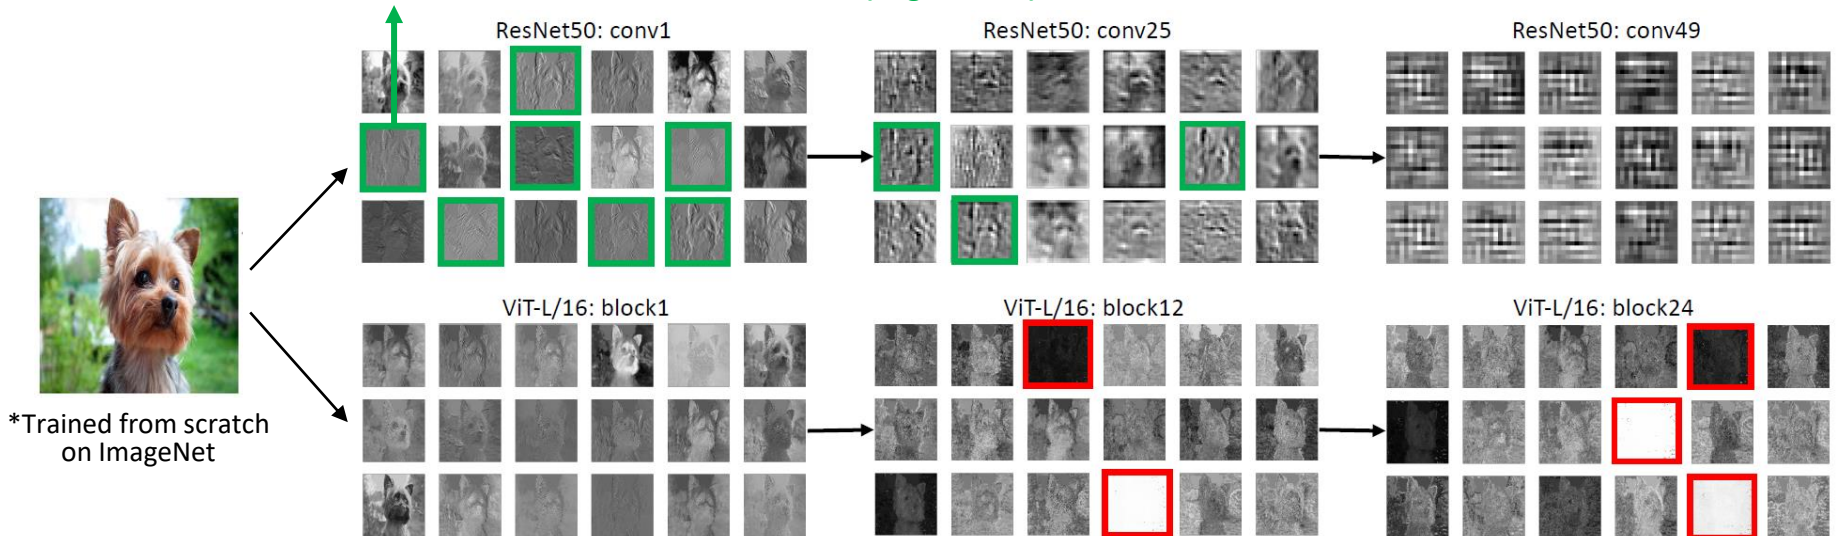 ResNet50: conv1
ResNet50: conv25
ResNet50: conv49
ViT-L/16: block1
ViT-L/16: block12
ViT-L/16: block24
*Trained from scratch
on ImageNet